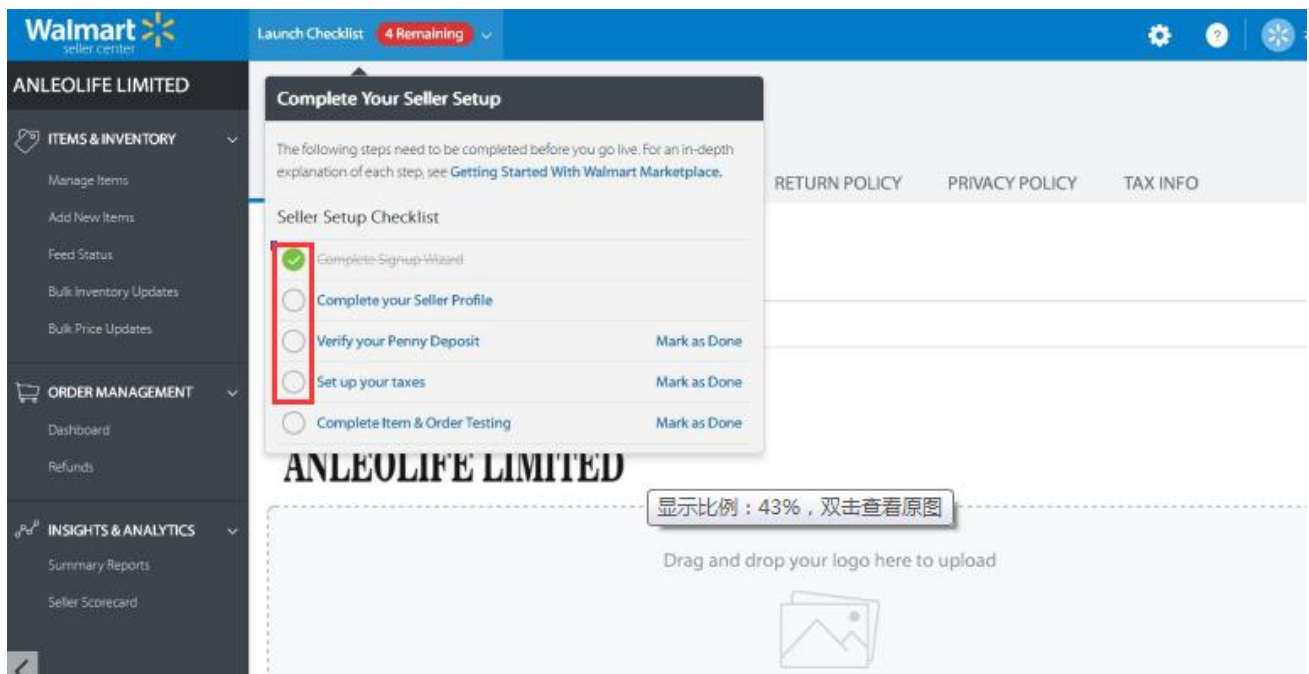 Walmart
seller center
Launch Checklist 4 Remaining
ANLEOLIFE LIMITED
ITEMS & INVENTORY
Manage Items
Add New Items
Feed Status
Bulk Inventory Updates
Bulk Price Updates
ORDER MANAGEMENT
Dashboard
Refunds
INSIGHTS & ANALYTICS
Summary Reports
Seller Scorecard
Complete Your Seller Setup
The following steps need to be completed before you go live. For an in-depth
explanation of each step, see Getting Started With Walmart Marketplace.
Seller Setup Checklist
Complete Signup Wizard
Complete your Seller Profile
Verify your Penny Deposit Mark as Done
Set up your taxes Mark as Done
Complete Item & Order Testing Mark as Done
RETURN POLICY PRIVACY POLICY TAX INFO
ANLEOLIFE LIMITED
显示比例：43%，双击查看原图
Drag and drop your logo here to upload